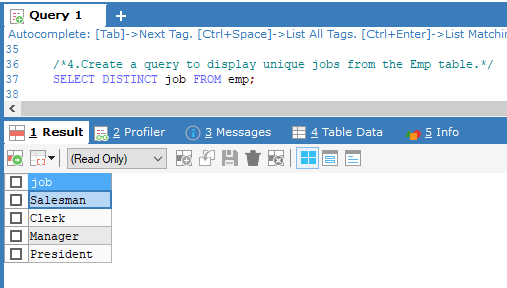 Query 1 +
Autocomplete: [Tab]->Next Tag. [Ctrl+Space]->List All Tags. [Ctrl+Enter]->List Matchin
35
36 /*4.Create a query to display unique jobs from the Emp table.*/
37 SELECT DISTINCT job FROM emp;
38
1 Result 2 Profiler 3 Messages 4 Table Data 5 Info
(Read Only)
job
Salesman
Clerk
Manager
President